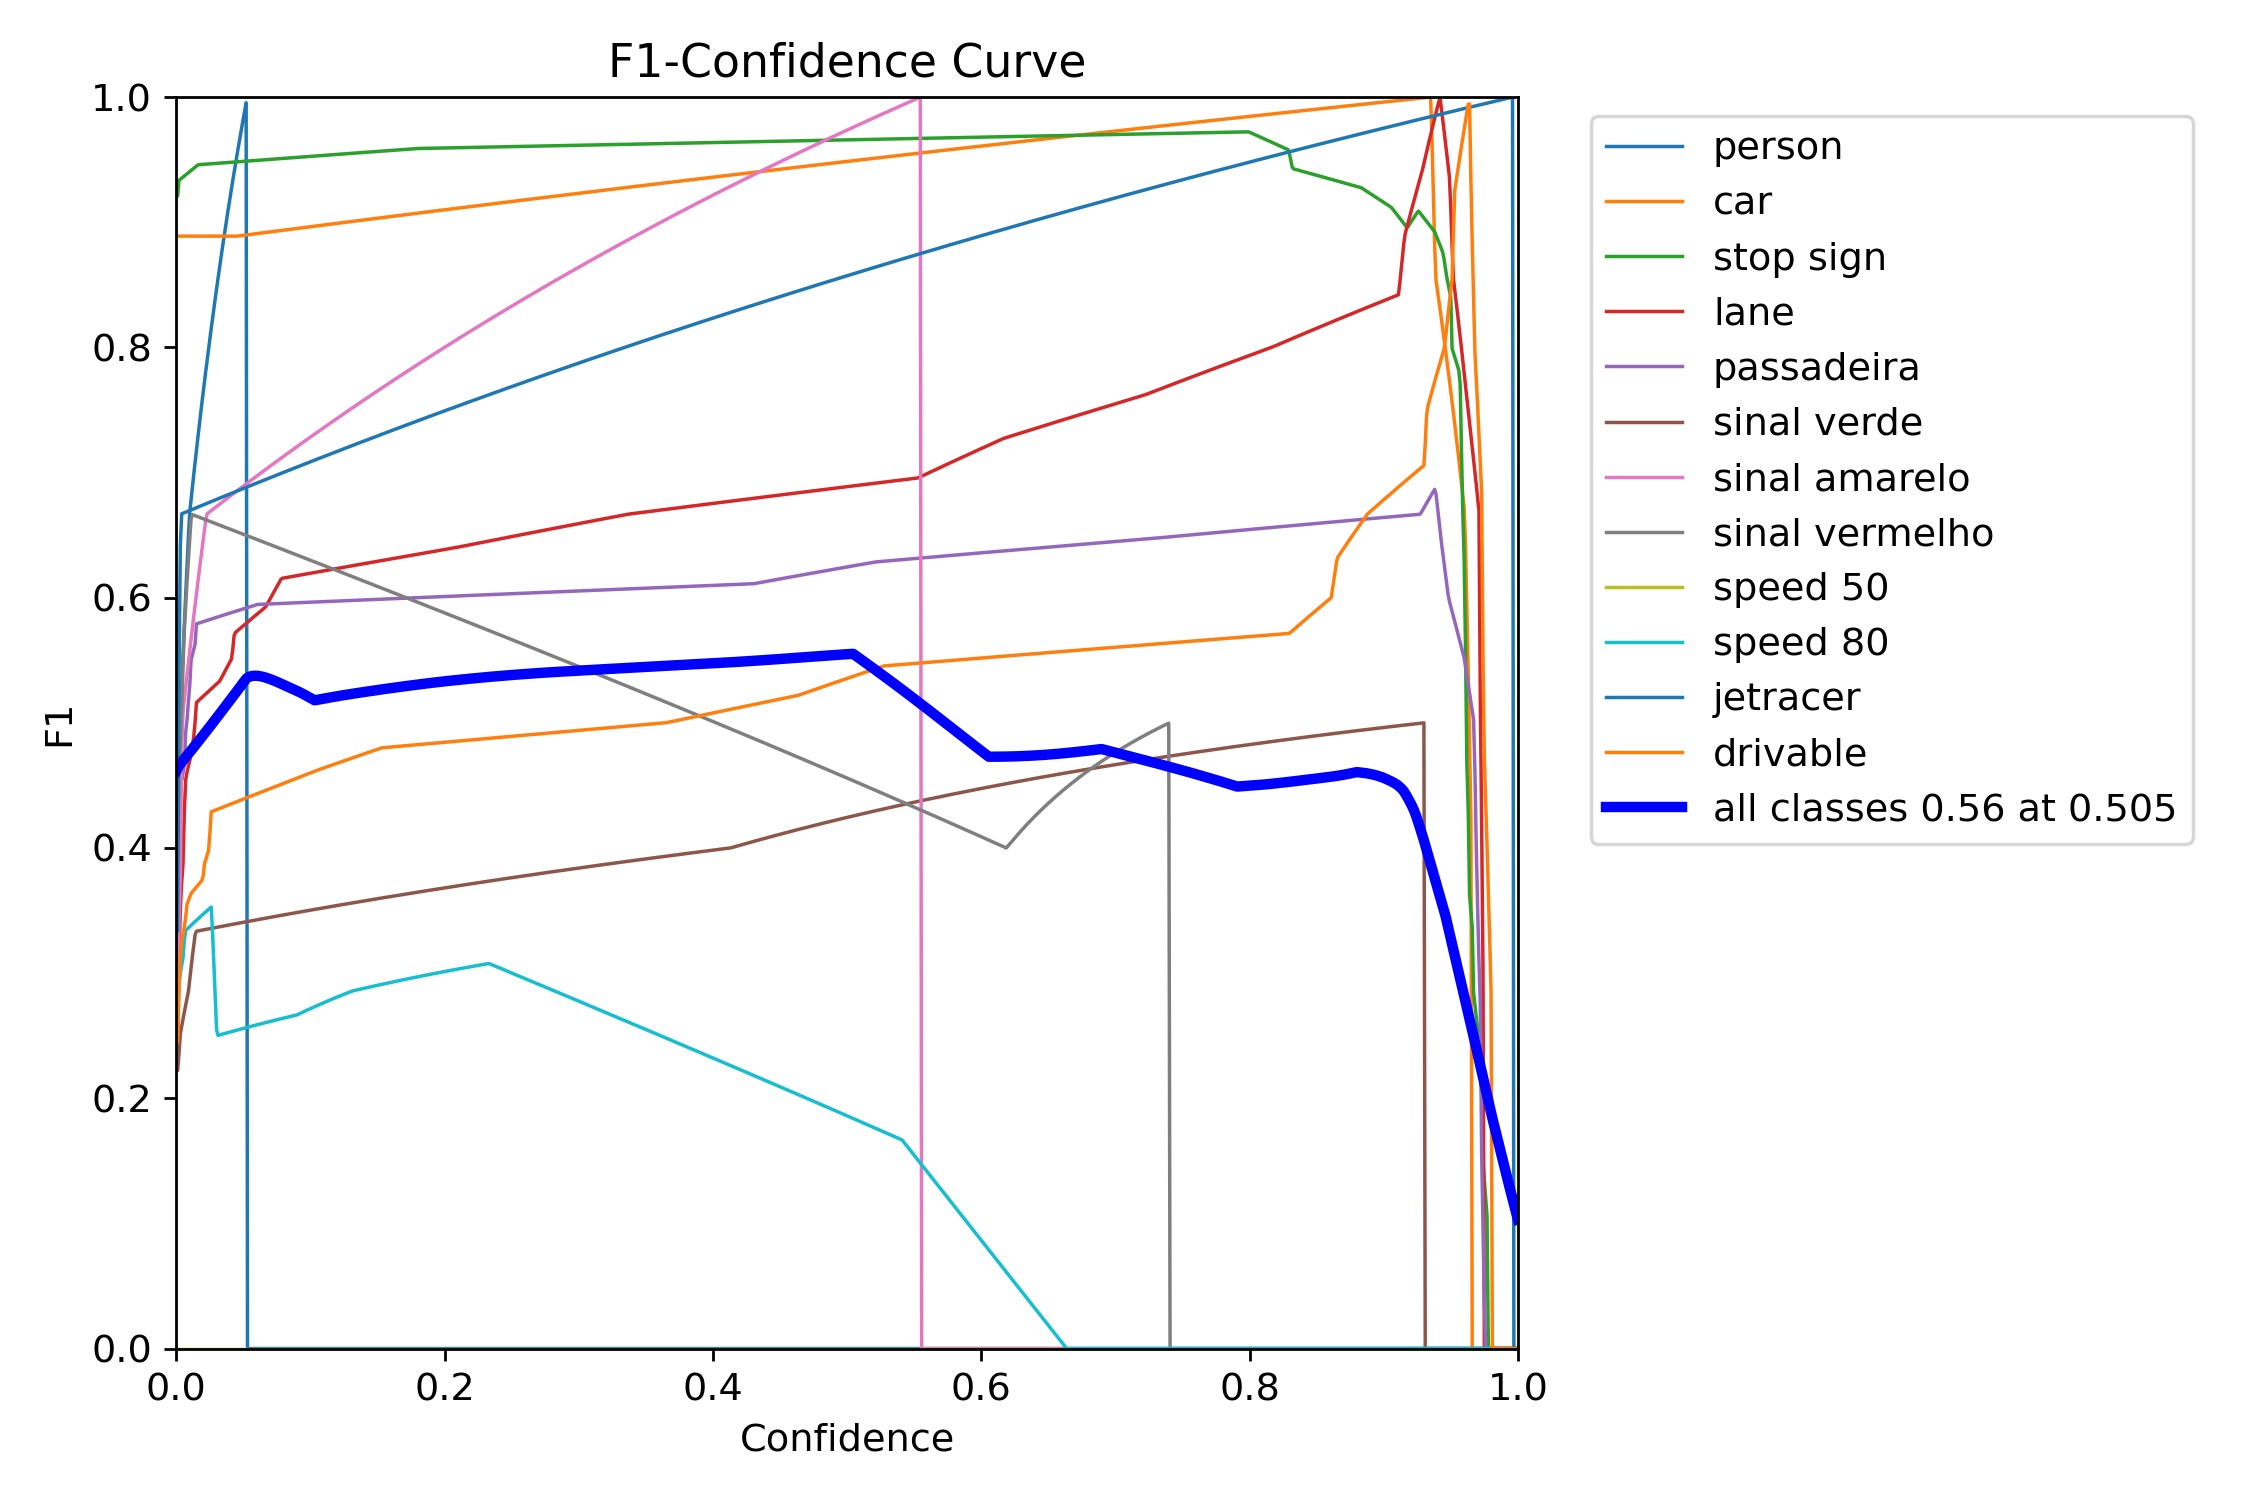 F1-Confidence Curve
1.0
0.8
0.6
0.4
0.2
0.0
F1
0.0 0.2 0.4 0.6 0.8 1.0
Confidence
person
car
stop sign
lane
passadeira
sinal verde
sinal amarelo
sinal vermelho
speed 50
speed 80
jetracer
drivable
all classes 0.56 at 0.505